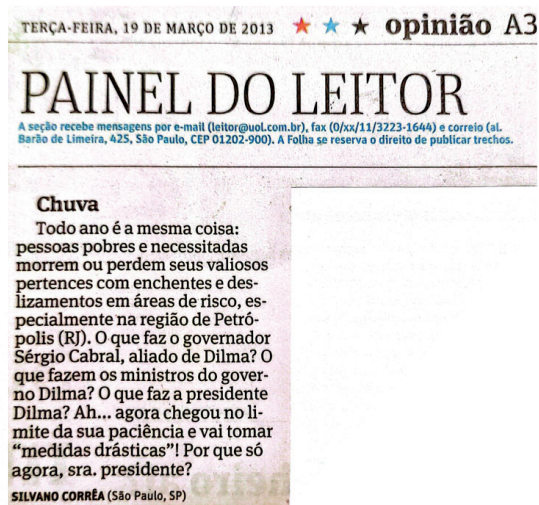 TERÇA-FEIRA, 19 DE MARÇO DE 2013 ★ ★ ★ opinião A3
PAINEL DO LEITOR
A seção recebe mensagens por e-mail (leitor@uol.com.br), fax (0/xx/11/3223-1644) e correio (al.
Barão de Limeira, 425, São Paulo, CEP 01202-900). A Folha se reserva o direito de publicar trechos.
Chuva
Todo ano é a mesma coisa:
pessoas pobres e necessitadas
morrem ou perdem seus valiosos
pertences com enchentes e des-
lizamentos em áreas de risco, es-
pecialmente na região de Petró-
polis (RJ). O que faz o governador
Sérgio Cabral, aliado de Dilma? O
que fazem os ministros do gover-
no Dilma? O que faz a presidente
Dilma? Ah... agora chegou no li-
mite da sua paciência e vai tomar
“medidas drásticas”! Por que só
agora, sra. presidente?
SILVANO CORRÊA (São Paulo, SP)